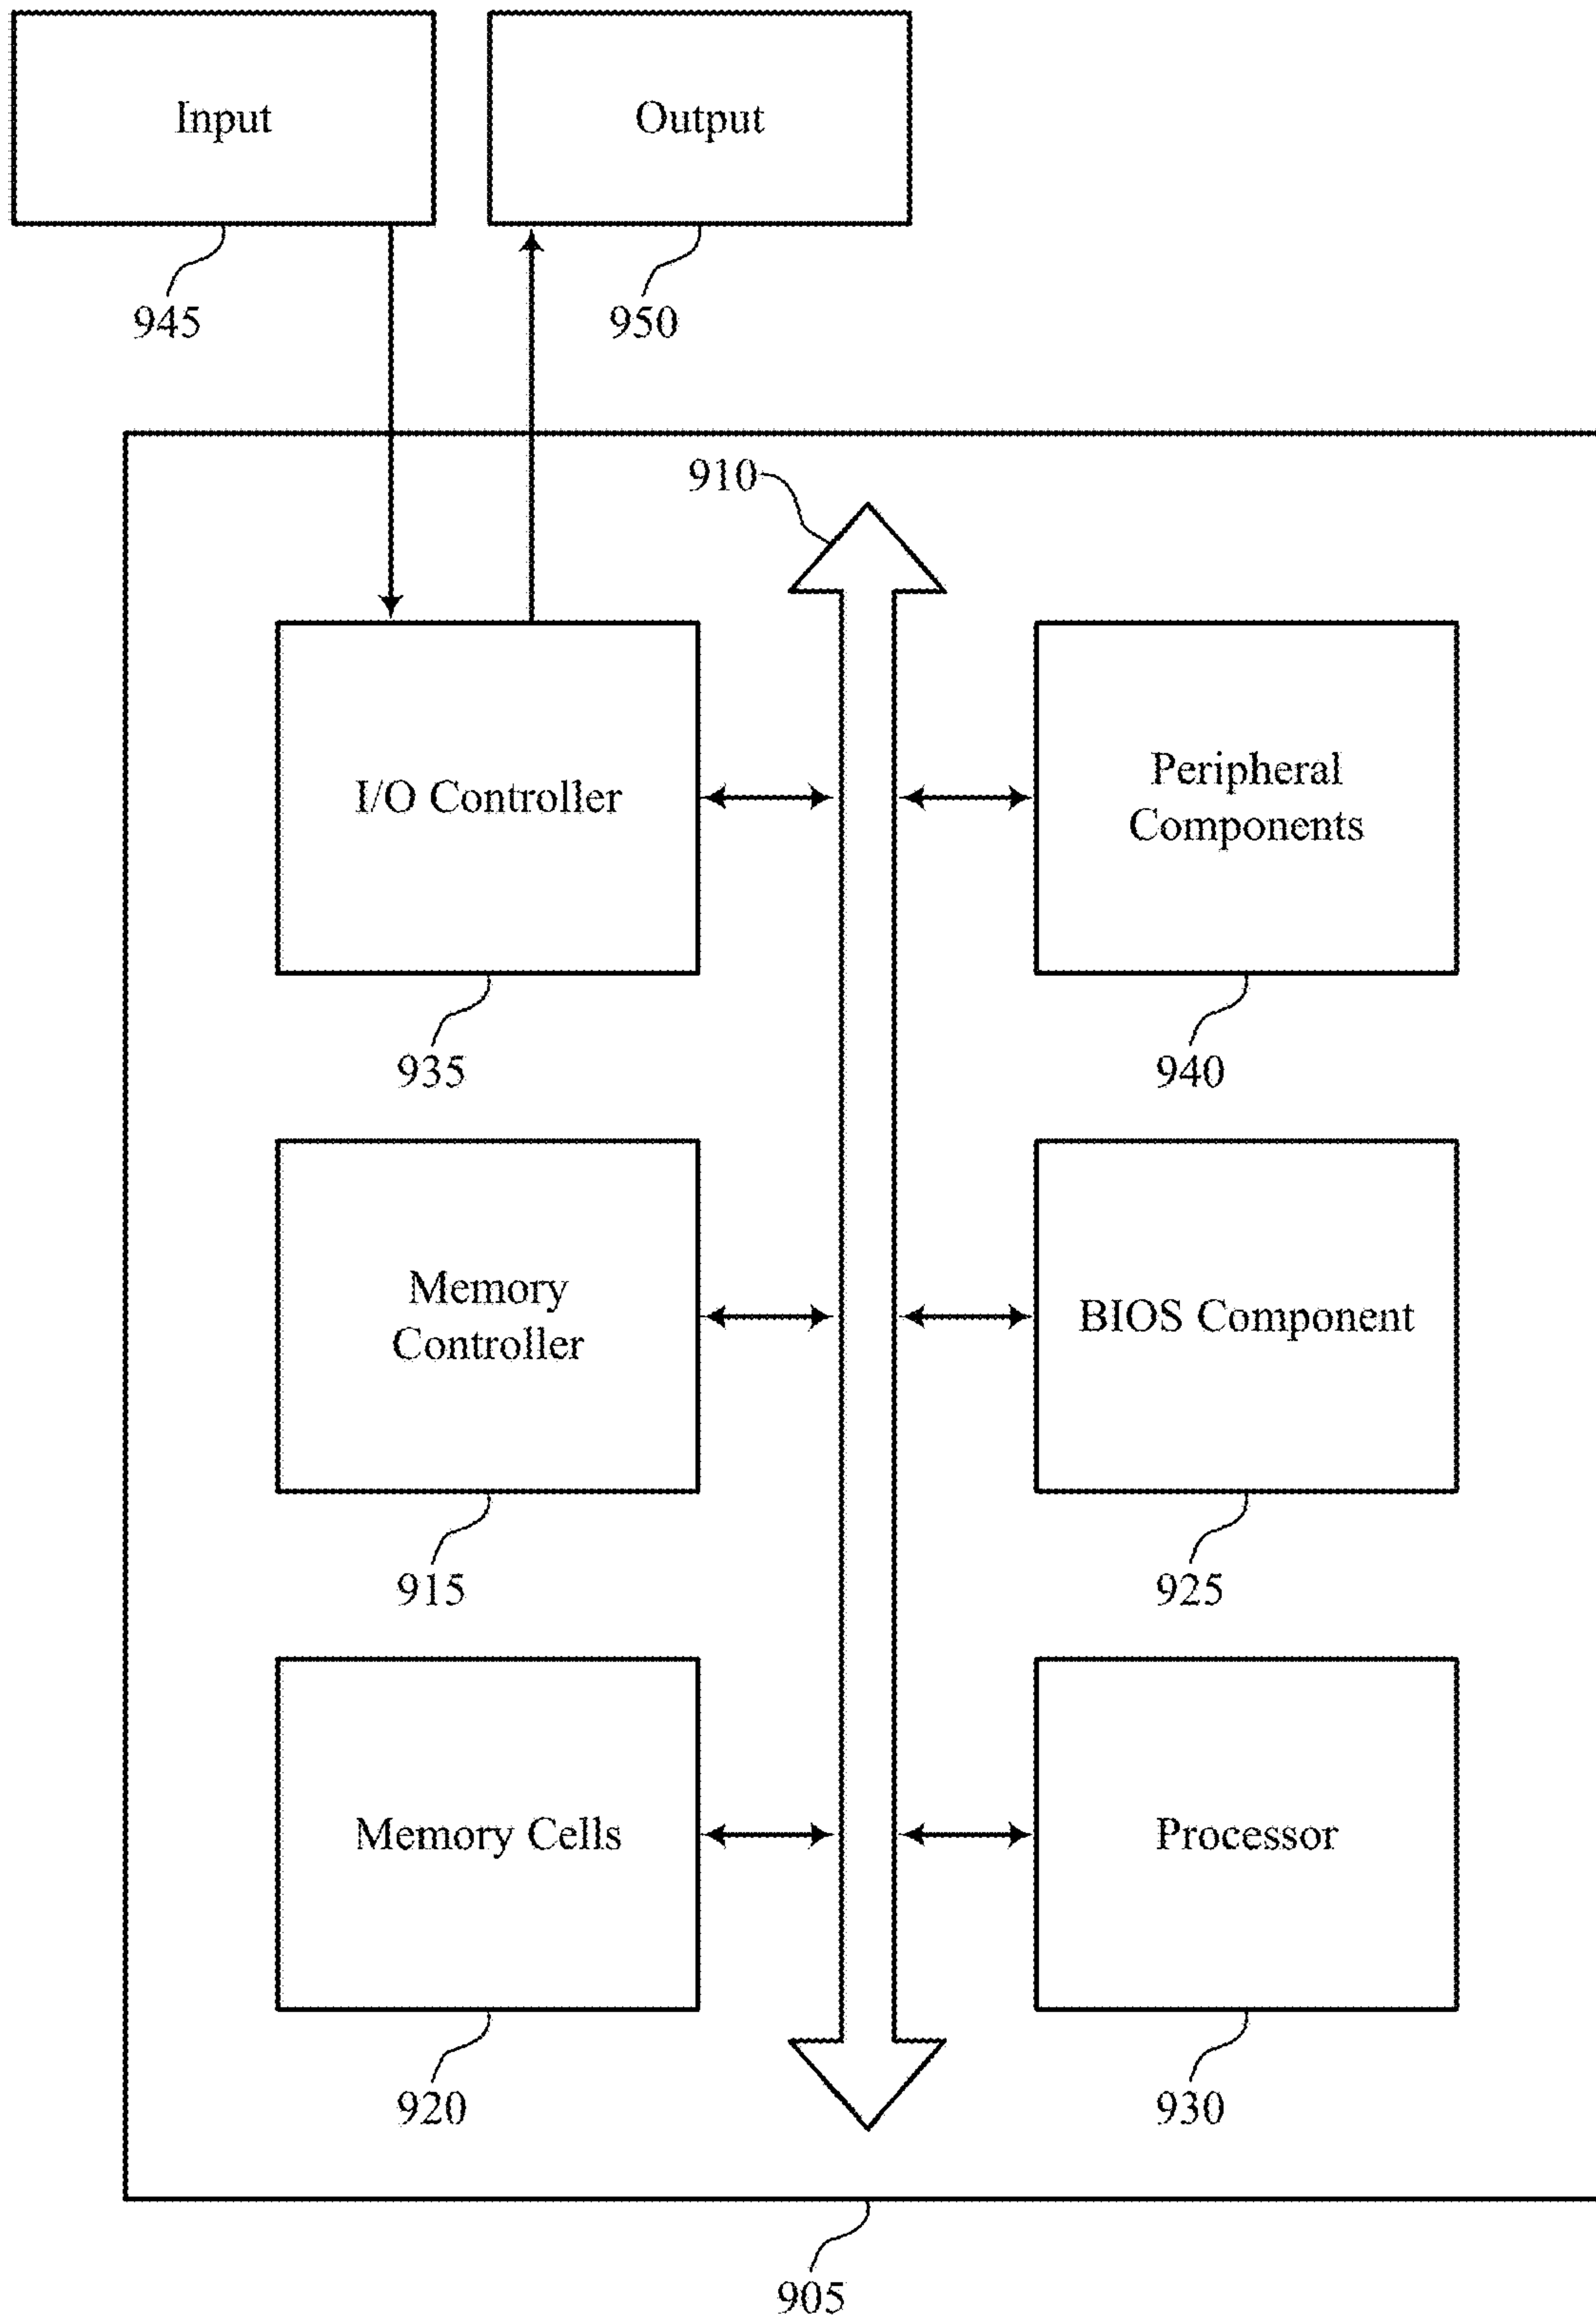 Input
Output
945
950
910
I/O Controller
Peripheral
Components
935
940
Memory
Controller
BIOS Component
915
925
Memory Cells
Processor
920
930
905